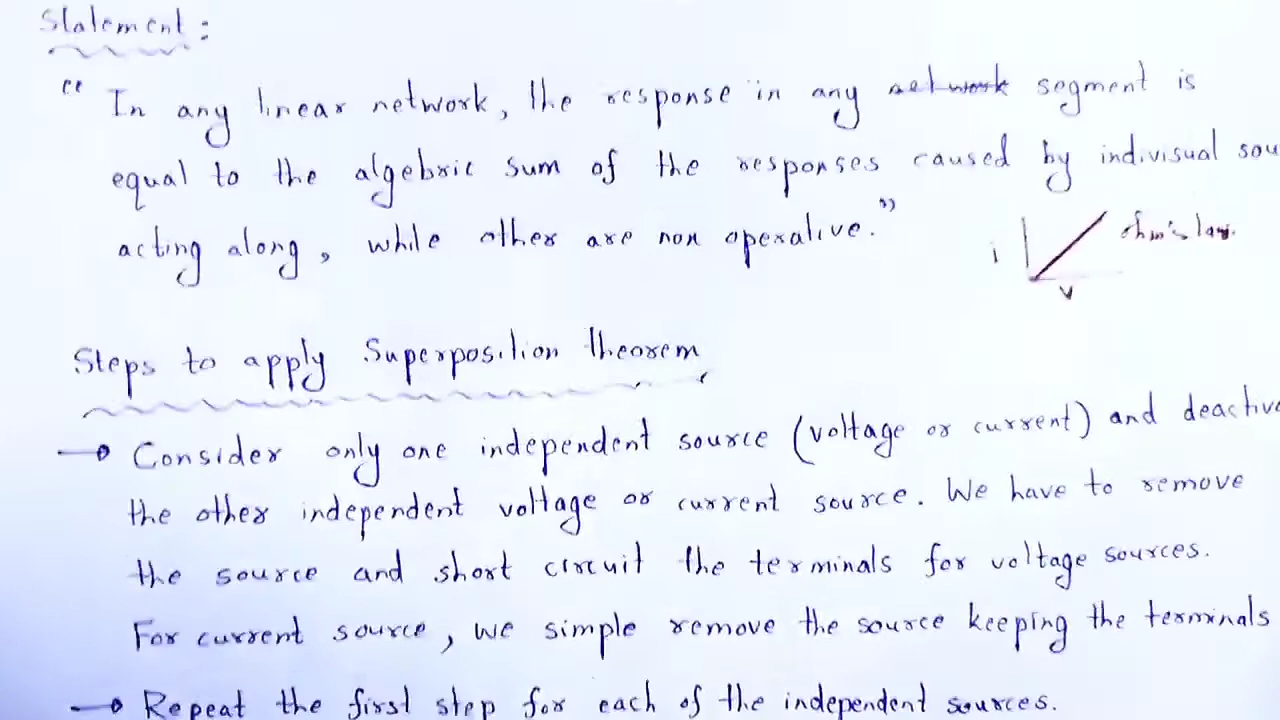 Statement :
"In any linear network, the response in any network segment is
equal to the algebric sum of the responses caused by indivisual sou
acting along, while other are non operative."
i ohm's law.
v
Steps to apply Superposition theorem
Consider only one independent source (voltage or current) and deactive
the other independent voltage or current source. We have to remove
the source and short circuit the terminals for voltage sources.
For current source, we simple remove the source keeping the terminals
Repeat the first step for each of the independent sources.